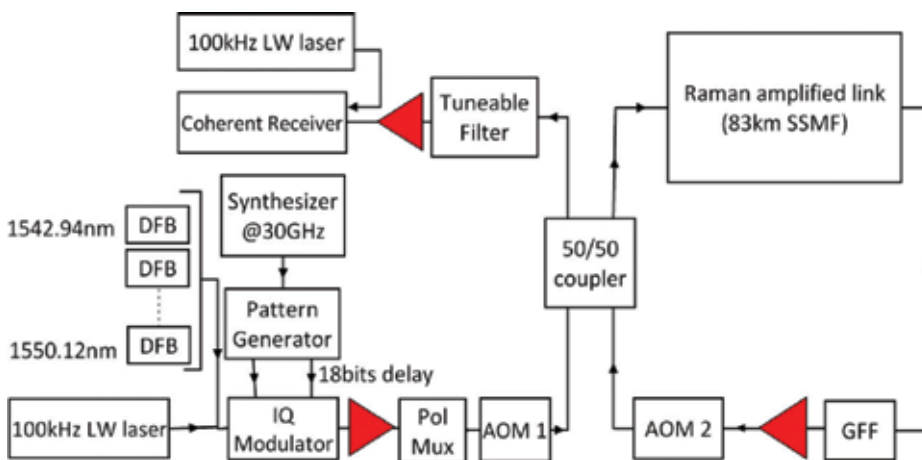 100kHz LW laser
Coherent Receiver
Tuneable
Filter
Raman amplified link
(83km SSMF)
Synthesizer
@30GHz
1542.94nm
DFB
DFB
50/50
coupler
Pattern
Generator
1550.12nm
DFB
18bits delay
100kHz LW laser
IQ
Modulator
Pol
Mux
AOM 1
AOM 2
GFF